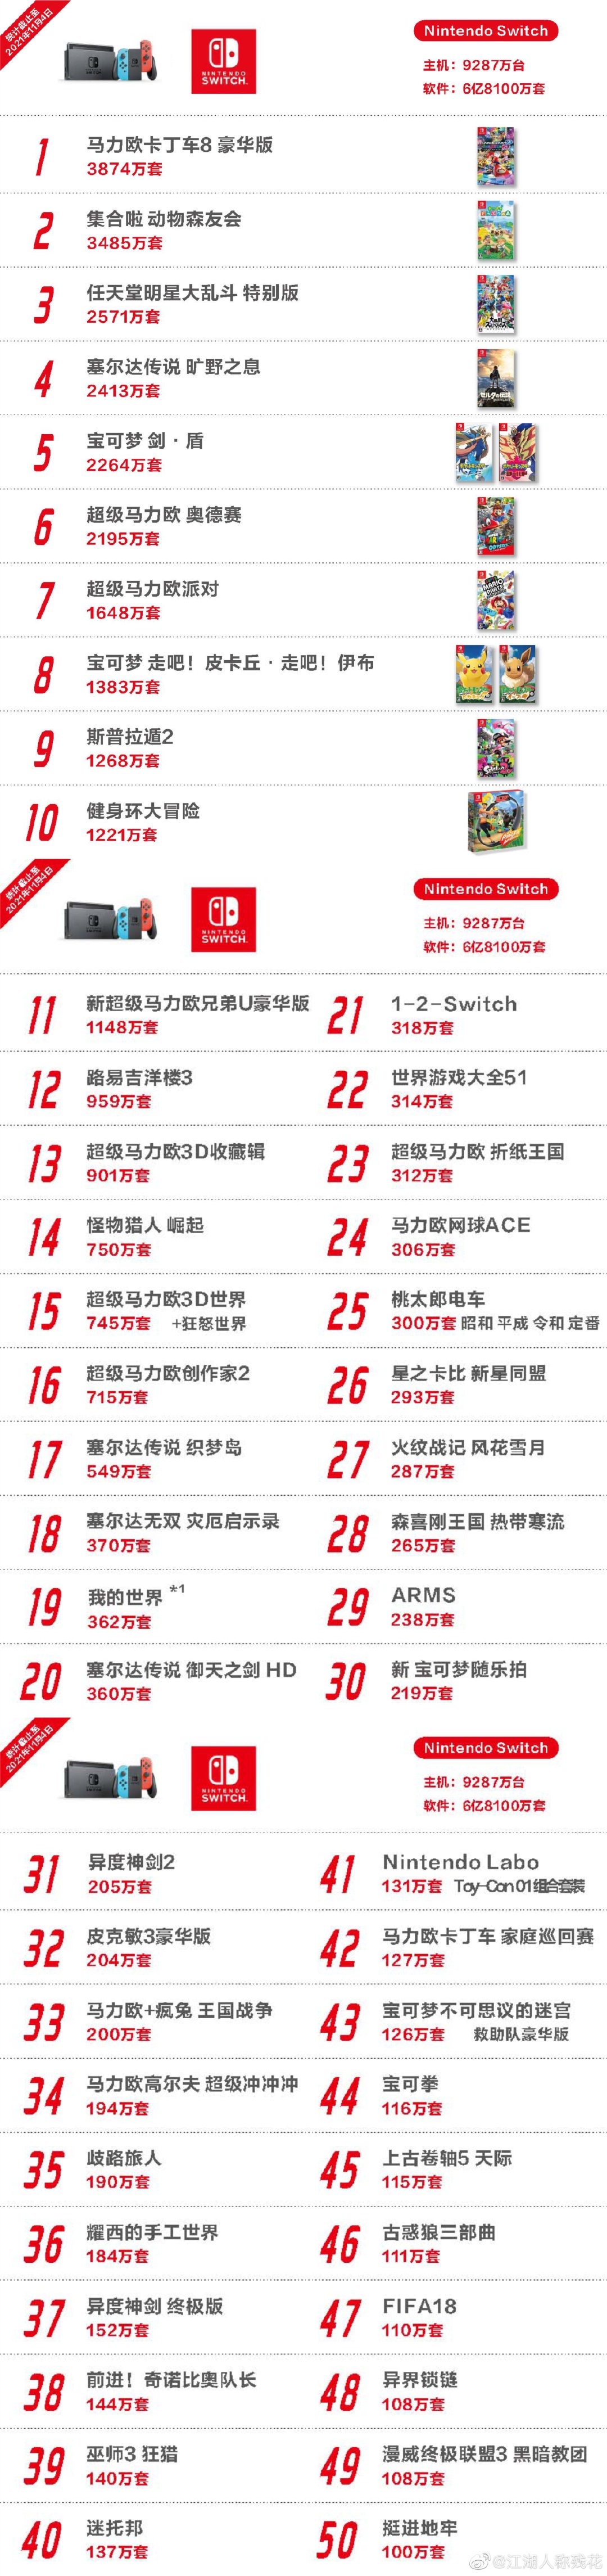 统计截止至
2021年11月4日
NINTENDO
SWITCH.
Nintendo Switch
主机：9287万台
软件：6亿8100万套
1
马力欧卡丁车8 豪华版
3874万套
2
集合啦 动物森友会
3485万套
3
任天堂明星大乱斗 特别版
2571万套
4
塞尔达传说 旷野之息
2413万套
5
宝可梦 剑·盾
2264万套
6
超级马力欧 奥德赛
2195万套
7
超级马力欧派对
1648万套
8
宝可梦 走吧！皮卡丘·走吧！伊布
1383万套
9
斯普拉遁2
1268万套
10
健身环大冒险
1221万套
统计截止至
2021年11月4日
NINTENDO
SWITCH.
Nintendo Switch
主机：9287万台
软件：6亿8100万套
11
新超级马力欧兄弟U豪华版
1148万套
21
1-2-Switch
318万套
12
路易吉洋楼3
959万套
22
世界游戏大全51
314万套
13
超级马力欧3D收藏辑
901万套
23
超级马力欧 折纸王国
312万套
14
怪物猎人 崛起
750万套
24
马力欧网球ACE
306万套
15
超级马力欧3D世界
745万套 +狂怒世界
25
桃太郎电车
300万套 昭和 平成 令和 定番
16
超级马力欧创作家2
715万套
26
星之卡比 新星同盟
293万套
17
塞尔达传说 织梦岛
549万套
27
火纹战记 风花雪月
287万套
18
塞尔达无双 灾厄启示录
370万套
28
森喜刚王国 热带寒流
265万套
19
我的世界 *1
362万套
29
ARMS
238万套
20
塞尔达传说 御天之剑 HD
360万套
30
新 宝可梦随乐拍
219万套
统计截止至
2021年11月4日
NINTENDO
SWITCH.
Nintendo Switch
主机：9287万台
软件：6亿8100万套
31
异度神剑2
205万套
41
Nintendo Labo
131万套 Toy-Con 01组合套装
32
皮克敏3豪华版
204万套
42
马力欧卡丁车 家庭巡回赛
127万套
33
马力欧+疯兔 王国战争
200万套
43
宝可梦不可思议的迷宫
126万套 救助队豪华版
34
马力欧高尔夫 超级冲冲冲
194万套
44
宝可拳
116万套
35
歧路旅人
190万套
45
上古卷轴5 天际
115万套
36
耀西的手工世界
184万套
46
古惑狼三部曲
111万套
37
异度神剑 终极版
152万套
47
FIFA18
110万套
38
前进！奇诺比奥队长
144万套
48
异界锁链
108万套
39
巫师3 狂猎
140万套
49
漫威终极联盟3 黑暗教团
108万套
40
迷托邦
137万套
50
挺进地牢
100万套
@江湖人称残花